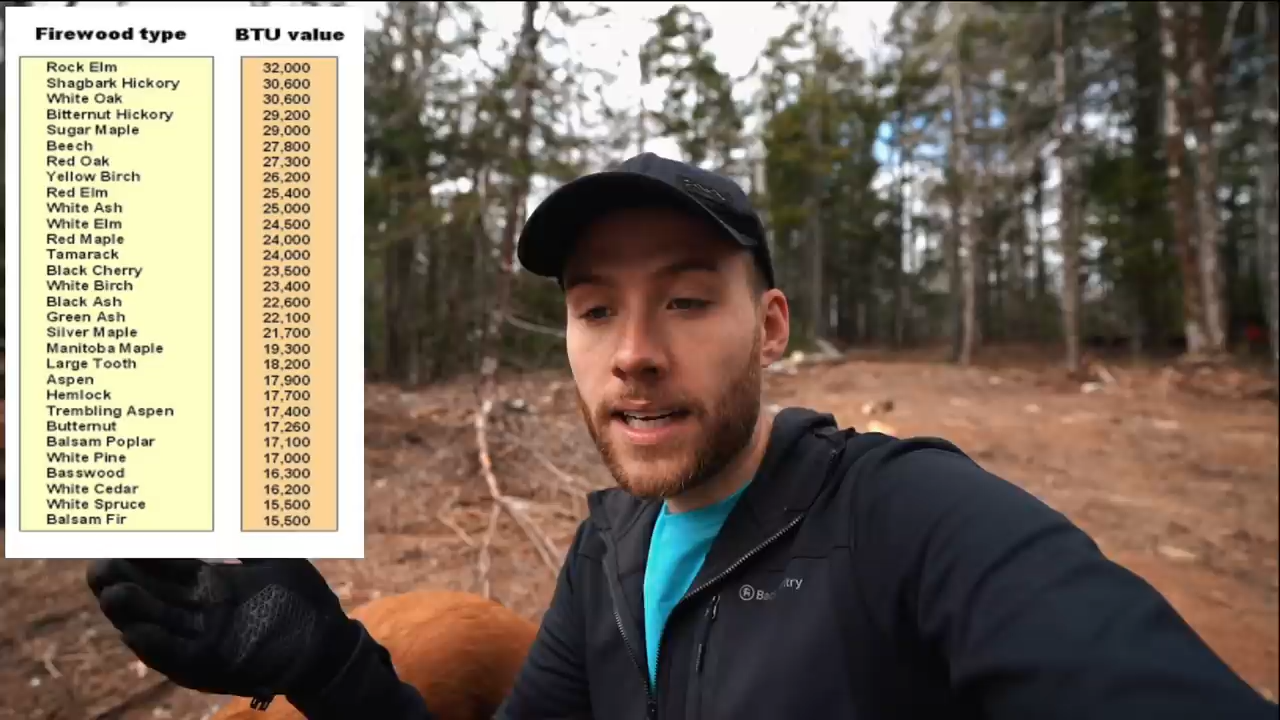 Firewood type BTU value
Rock Elm 32,000
Shagbark Hickory 30,600
White Oak 30,600
Bitternut Hickory 29,200
Sugar Maple 29,000
Beech 27,800
Red Oak 27,300
Yellow Birch 26,200
Red Elm 25,400
White Ash 25,000
White Elm 24,500
Red Maple 24,000
Tamarack 24,000
Black Cherry 23,500
White Birch 23,400
Black Ash 22,600
Green Ash 22,100
Silver Maple 21,700
Manitoba Maple 19,300
Large Tooth 18,200
Aspen 17,900
Hemlock 17,700
Trembling Aspen 17,400
Butternut 17,260
Balsam Poplar 17,100
White Pine 17,000
Basswood 16,300
White Cedar 16,200
White Spruce 15,500
Balsam Fir 15,500